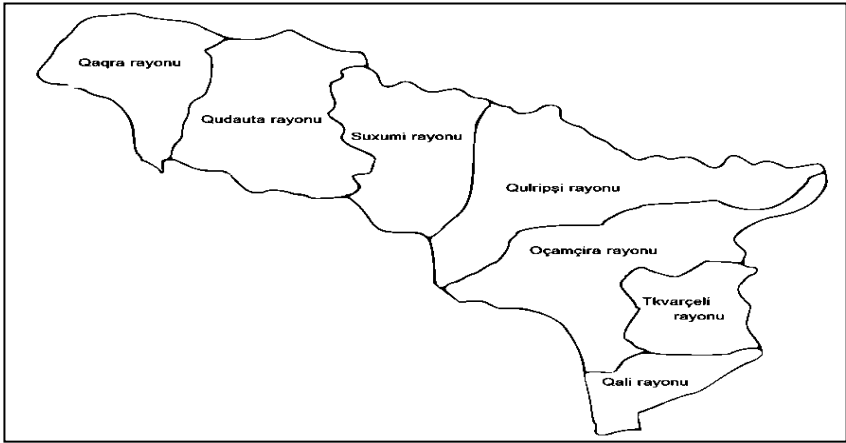 Qaqra rayonu
Qudauta rayonu
Suxumi rayonu
Qulripşi rayonu
Oçamçira rayonu
Tkvarçeli
rayonu
Qali rayonu